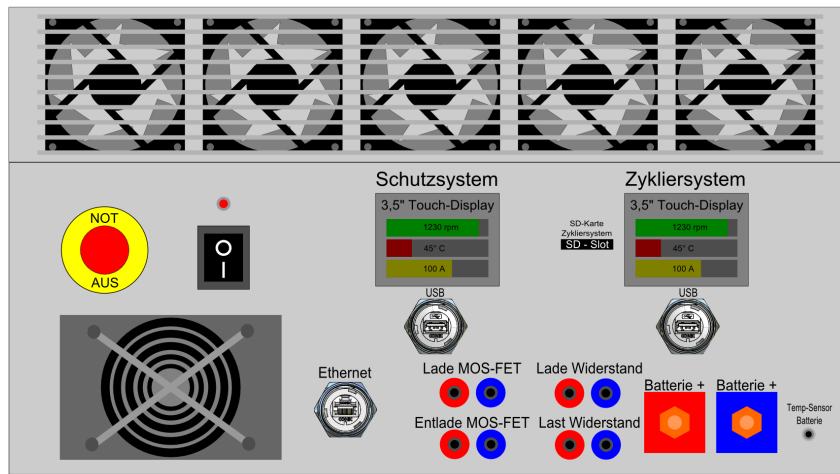 Schutzsystem
Zykliersystem
NOT
AUS
3,5" Touch-Display
1230 rpm
45° C
100 A
USB
SD-Karte
Zykliersystem
SD - Slot
3,5" Touch-Display
1230 rpm
45° C
100 A
USB
Ethernet
Lade MOS-FET
Lade Widerstand
Entlade MOS-FET
Last Widerstand
Batterie +
Batterie +
Temp-Sensor
Batterie